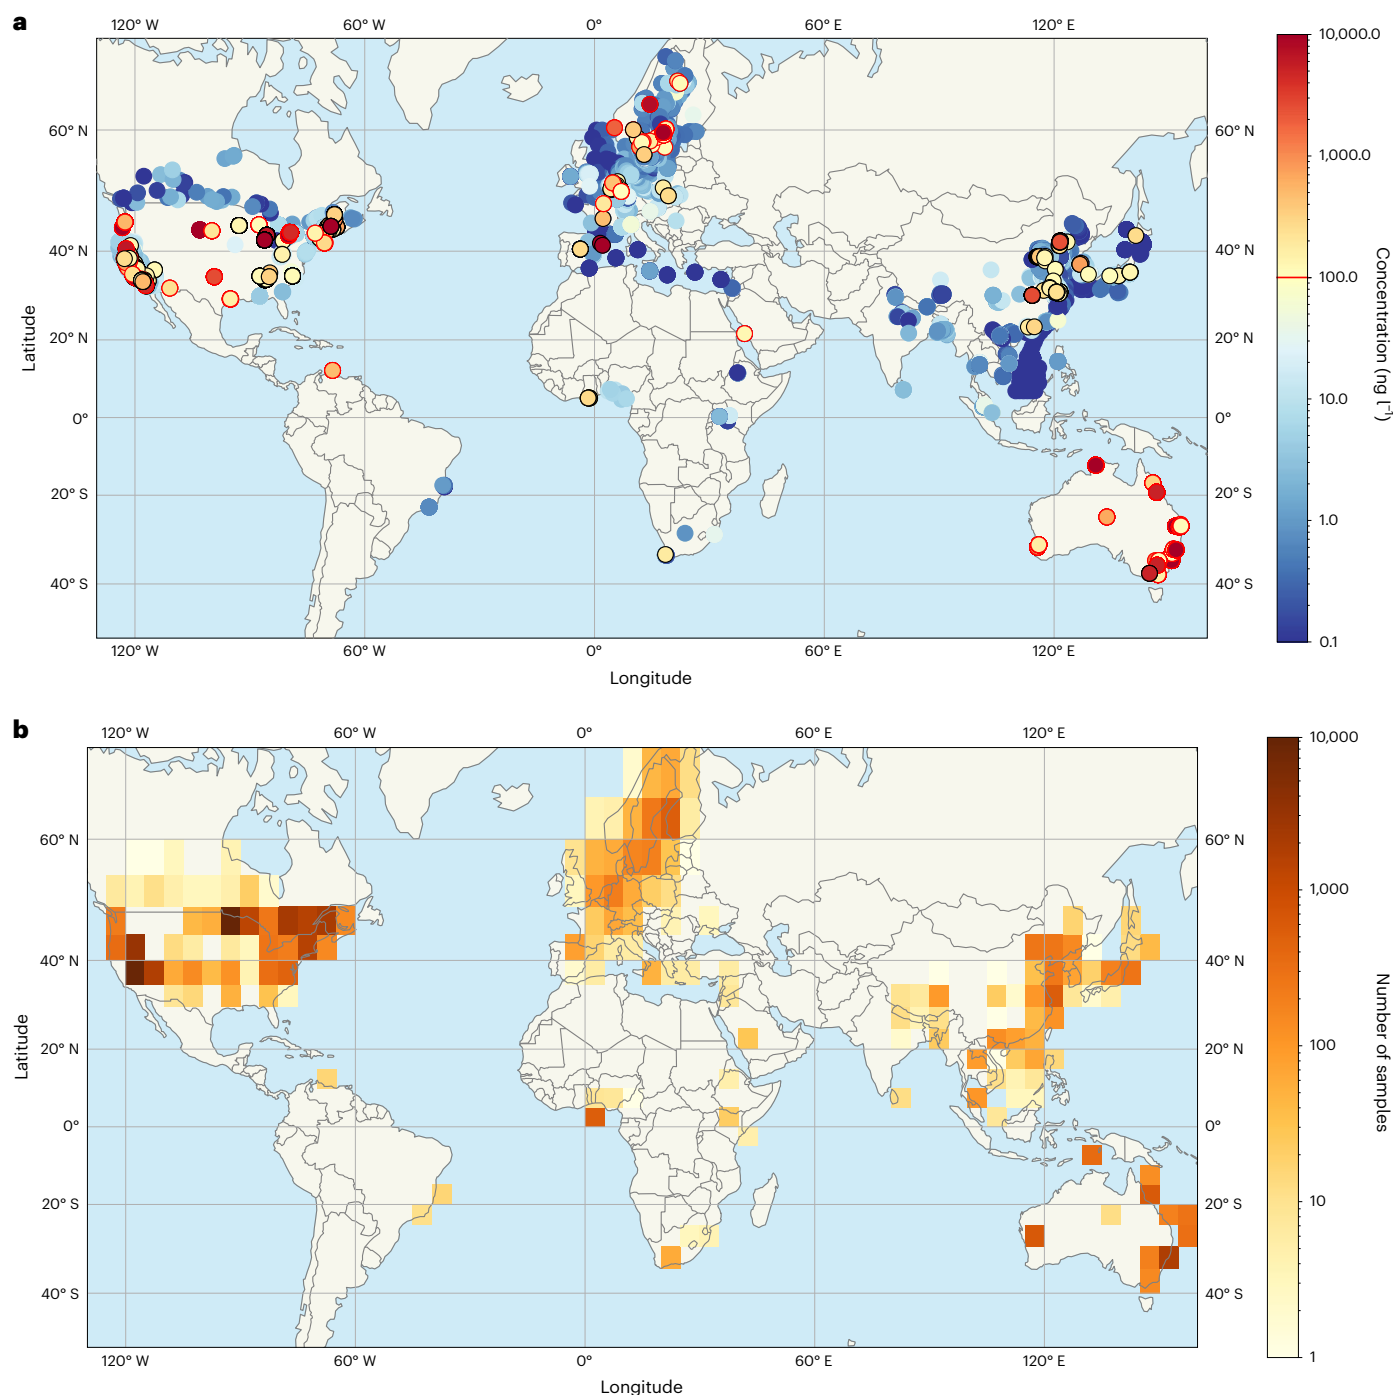 a
120° W 60° W 0° 60° E 120° E
60° N 60° N
40° N 40° N
20° N 20° N
0° 0°
20° S 20° S
40° S 40° S
120° W 60° W 0° 60° E 120° E
Longitude
Latitude
10,000.0
1,000.0
100.0
10.0
1.0
0.1
Concentration (ng l⁻¹)
b
120° W 60° W 0° 60° E 120° E
60° N 60° N
40° N 40° N
20° N 20° N
0° 0°
20° S 20° S
40° S 40° S
120° W 60° W 0° 60° E 120° E
Longitude
Latitude
10,000
1,000
100
10
1
Number of samples